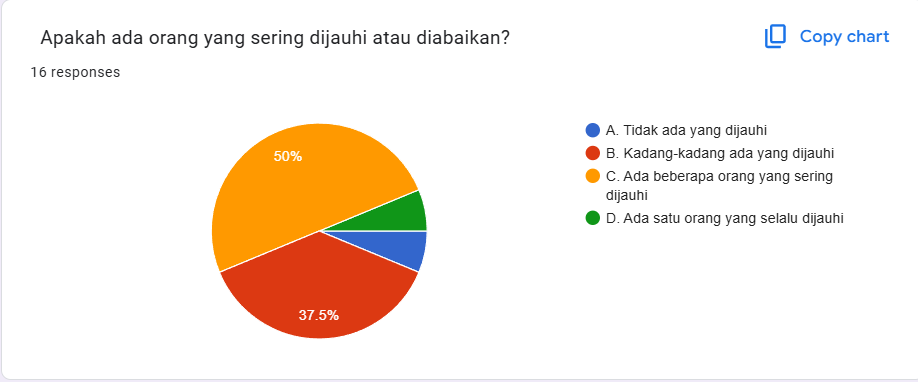 Apakah ada orang yang sering dijauhi atau diabaikan?
Copy chart
16 responses
50%
37.5%
A. Tidak ada yang dijauhi
B. Kadang-kadang ada yang dijauhi
C. Ada beberapa orang yang sering
dijauhi
D. Ada satu orang yang selalu dijauhi